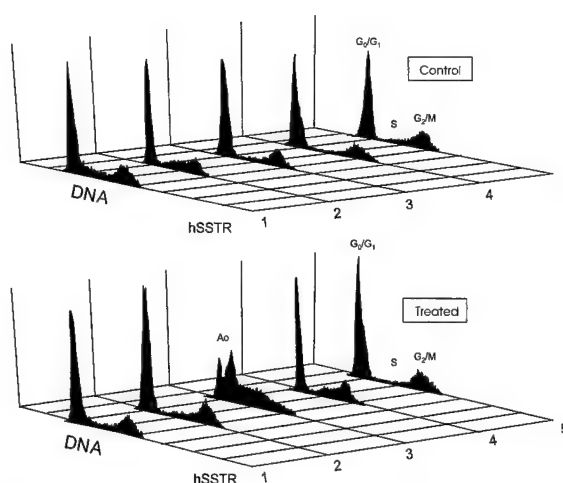 G₀/G₁
Control
S
G₂/M
DNA
hSSTR
1
2
3
4
G₀/G₁
Ao
Treated
S
G₂/M
DNA
hSSTR
1
2
3
4